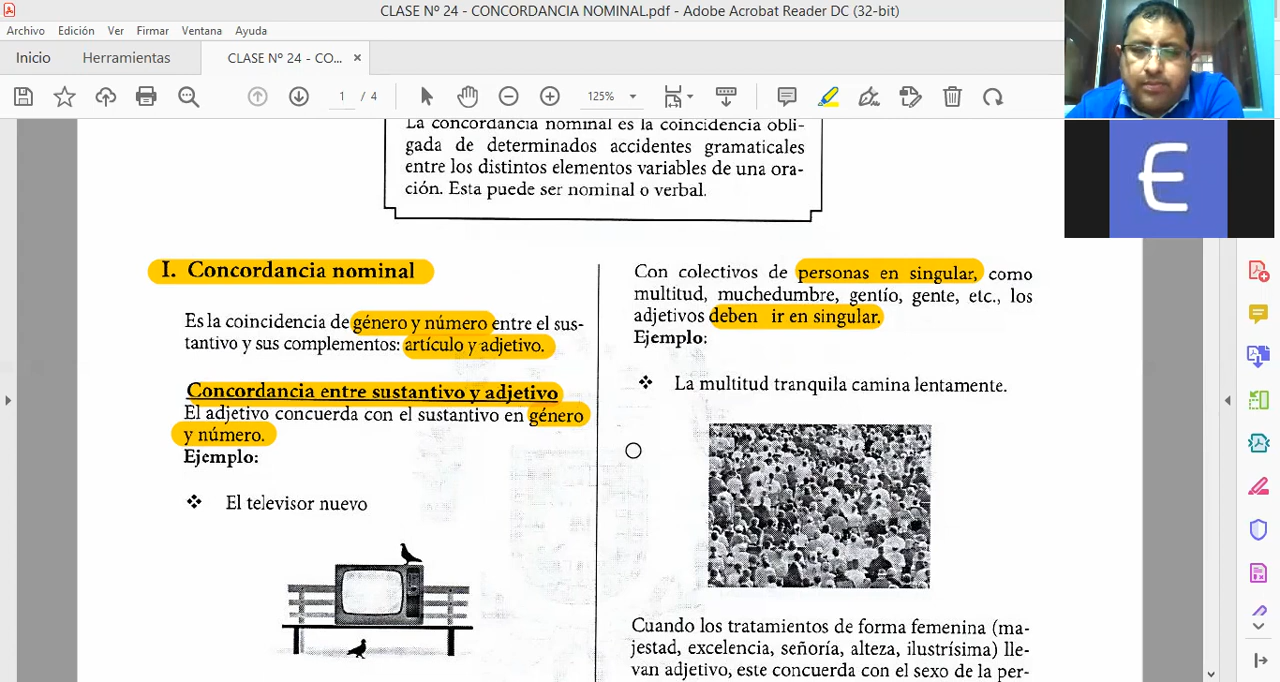 CLASE Nº 24 - CONCORDANCIA NOMINAL.pdf - Adobe Acrobat Reader DC (32-bit)
Archivo Edición Ver Firmar Ventana Ayuda
Inicio Herramientas CLASE Nº 24 - CO... ×
1 / 4 125%
La concordancia nominal es la coincidencia obli-
gada de determinados accidentes gramaticales
entre los distintos elementos variables de una ora-
ción. Esta puede ser nominal o verbal.
I. Concordancia nominal
Es la coincidencia de género y número entre el sus-
tantivo y sus complementos: artículo y adjetivo.
Concordancia entre sustantivo y adjetivo
El adjetivo concuerda con el sustantivo en género
y número.
Ejemplo:
El televisor nuevo
Con colectivos de personas en singular, como
multitud, muchedumbre, gentío, gente, etc., los
adjetivos deben ir en singular.
Ejemplo:
La multitud tranquila camina lentamente.
Cuando los tratamientos de forma femenina (ma-
jestad, excelencia, señoría, alteza, ilustrísima) lle-
van adjetivo, este concuerda con el sexo de la per-
E